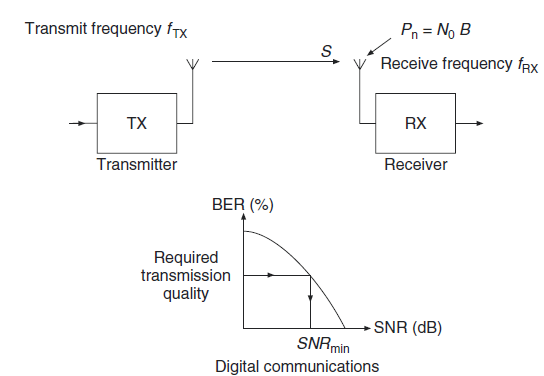 Transmit frequency fTX
Pn = N0 B
S
Receive frequency fRX
TX
RX
Transmitter
Receiver
BER (%)
Required
transmission
quality
SNR (dB)
SNRmin
Digital communications